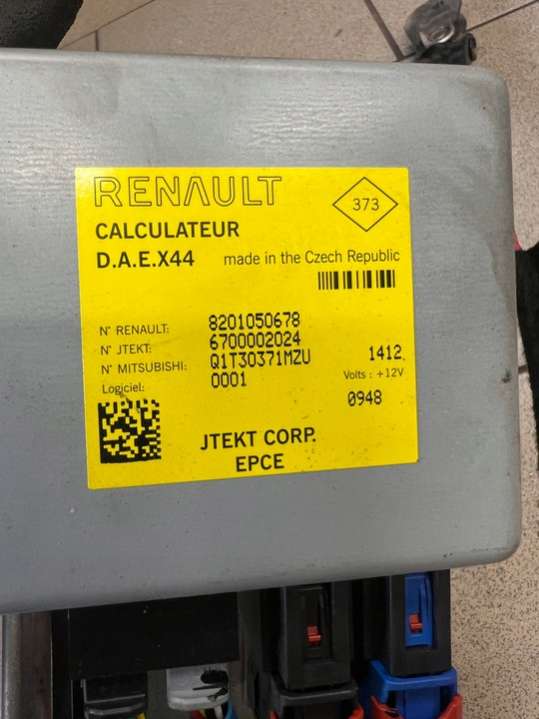 RENAULT
373
CALCULATEUR
D.A.E.X44 made in the Czech Republic
N° RENAULT: 8201050678
N° JTEKT: 6700002024
N° MITSUBISHI: Q1T30371MZU 1412
Logiciel: 0001 Volts : +12V
0948
JTEKT CORP.
EPCE